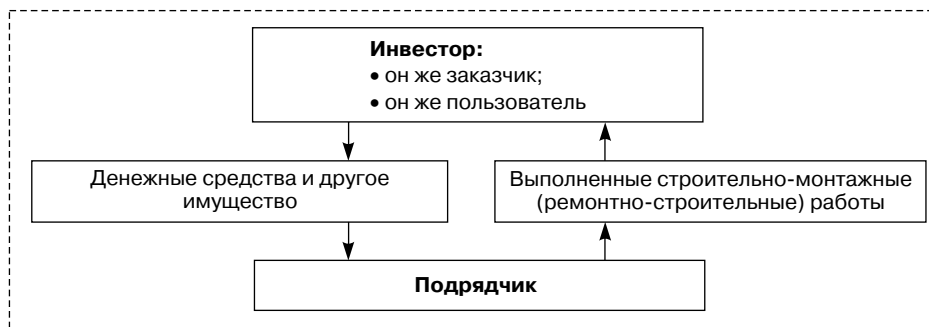 Инвестор:
• он же заказчик;
• он же пользователь
Денежные средства и другое
имущество
Выполненные строительно-монтажные
(ремонтно-строительные) работы
Подрядчик